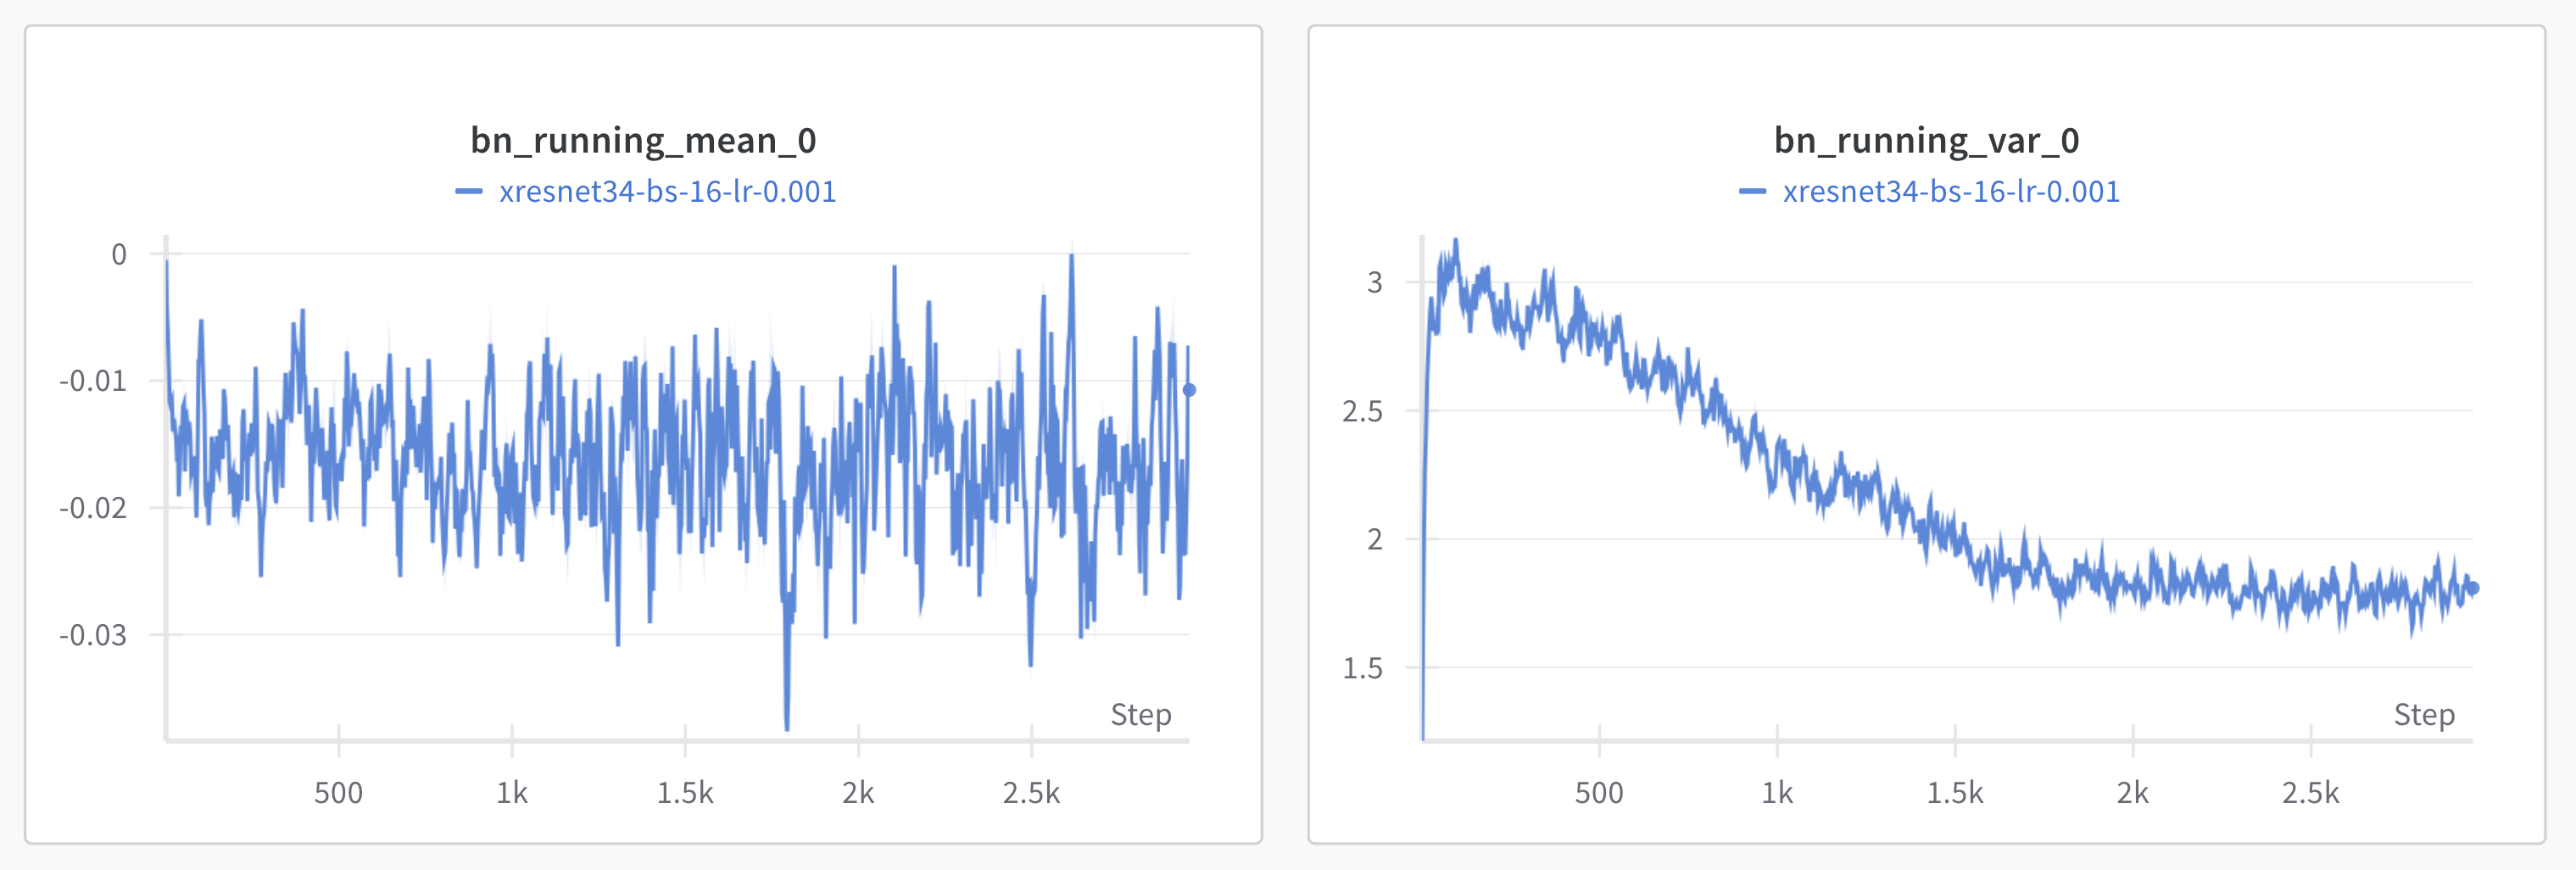 bn_running_mean_0
xresnet34-bs-16-lr-0.001
0
-0.01
-0.02
-0.03
Step
500 1k 1.5k 2k 2.5k
bn_running_var_0
xresnet34-bs-16-lr-0.001
3
2.5
2
1.5
Step
500 1k 1.5k 2k 2.5k